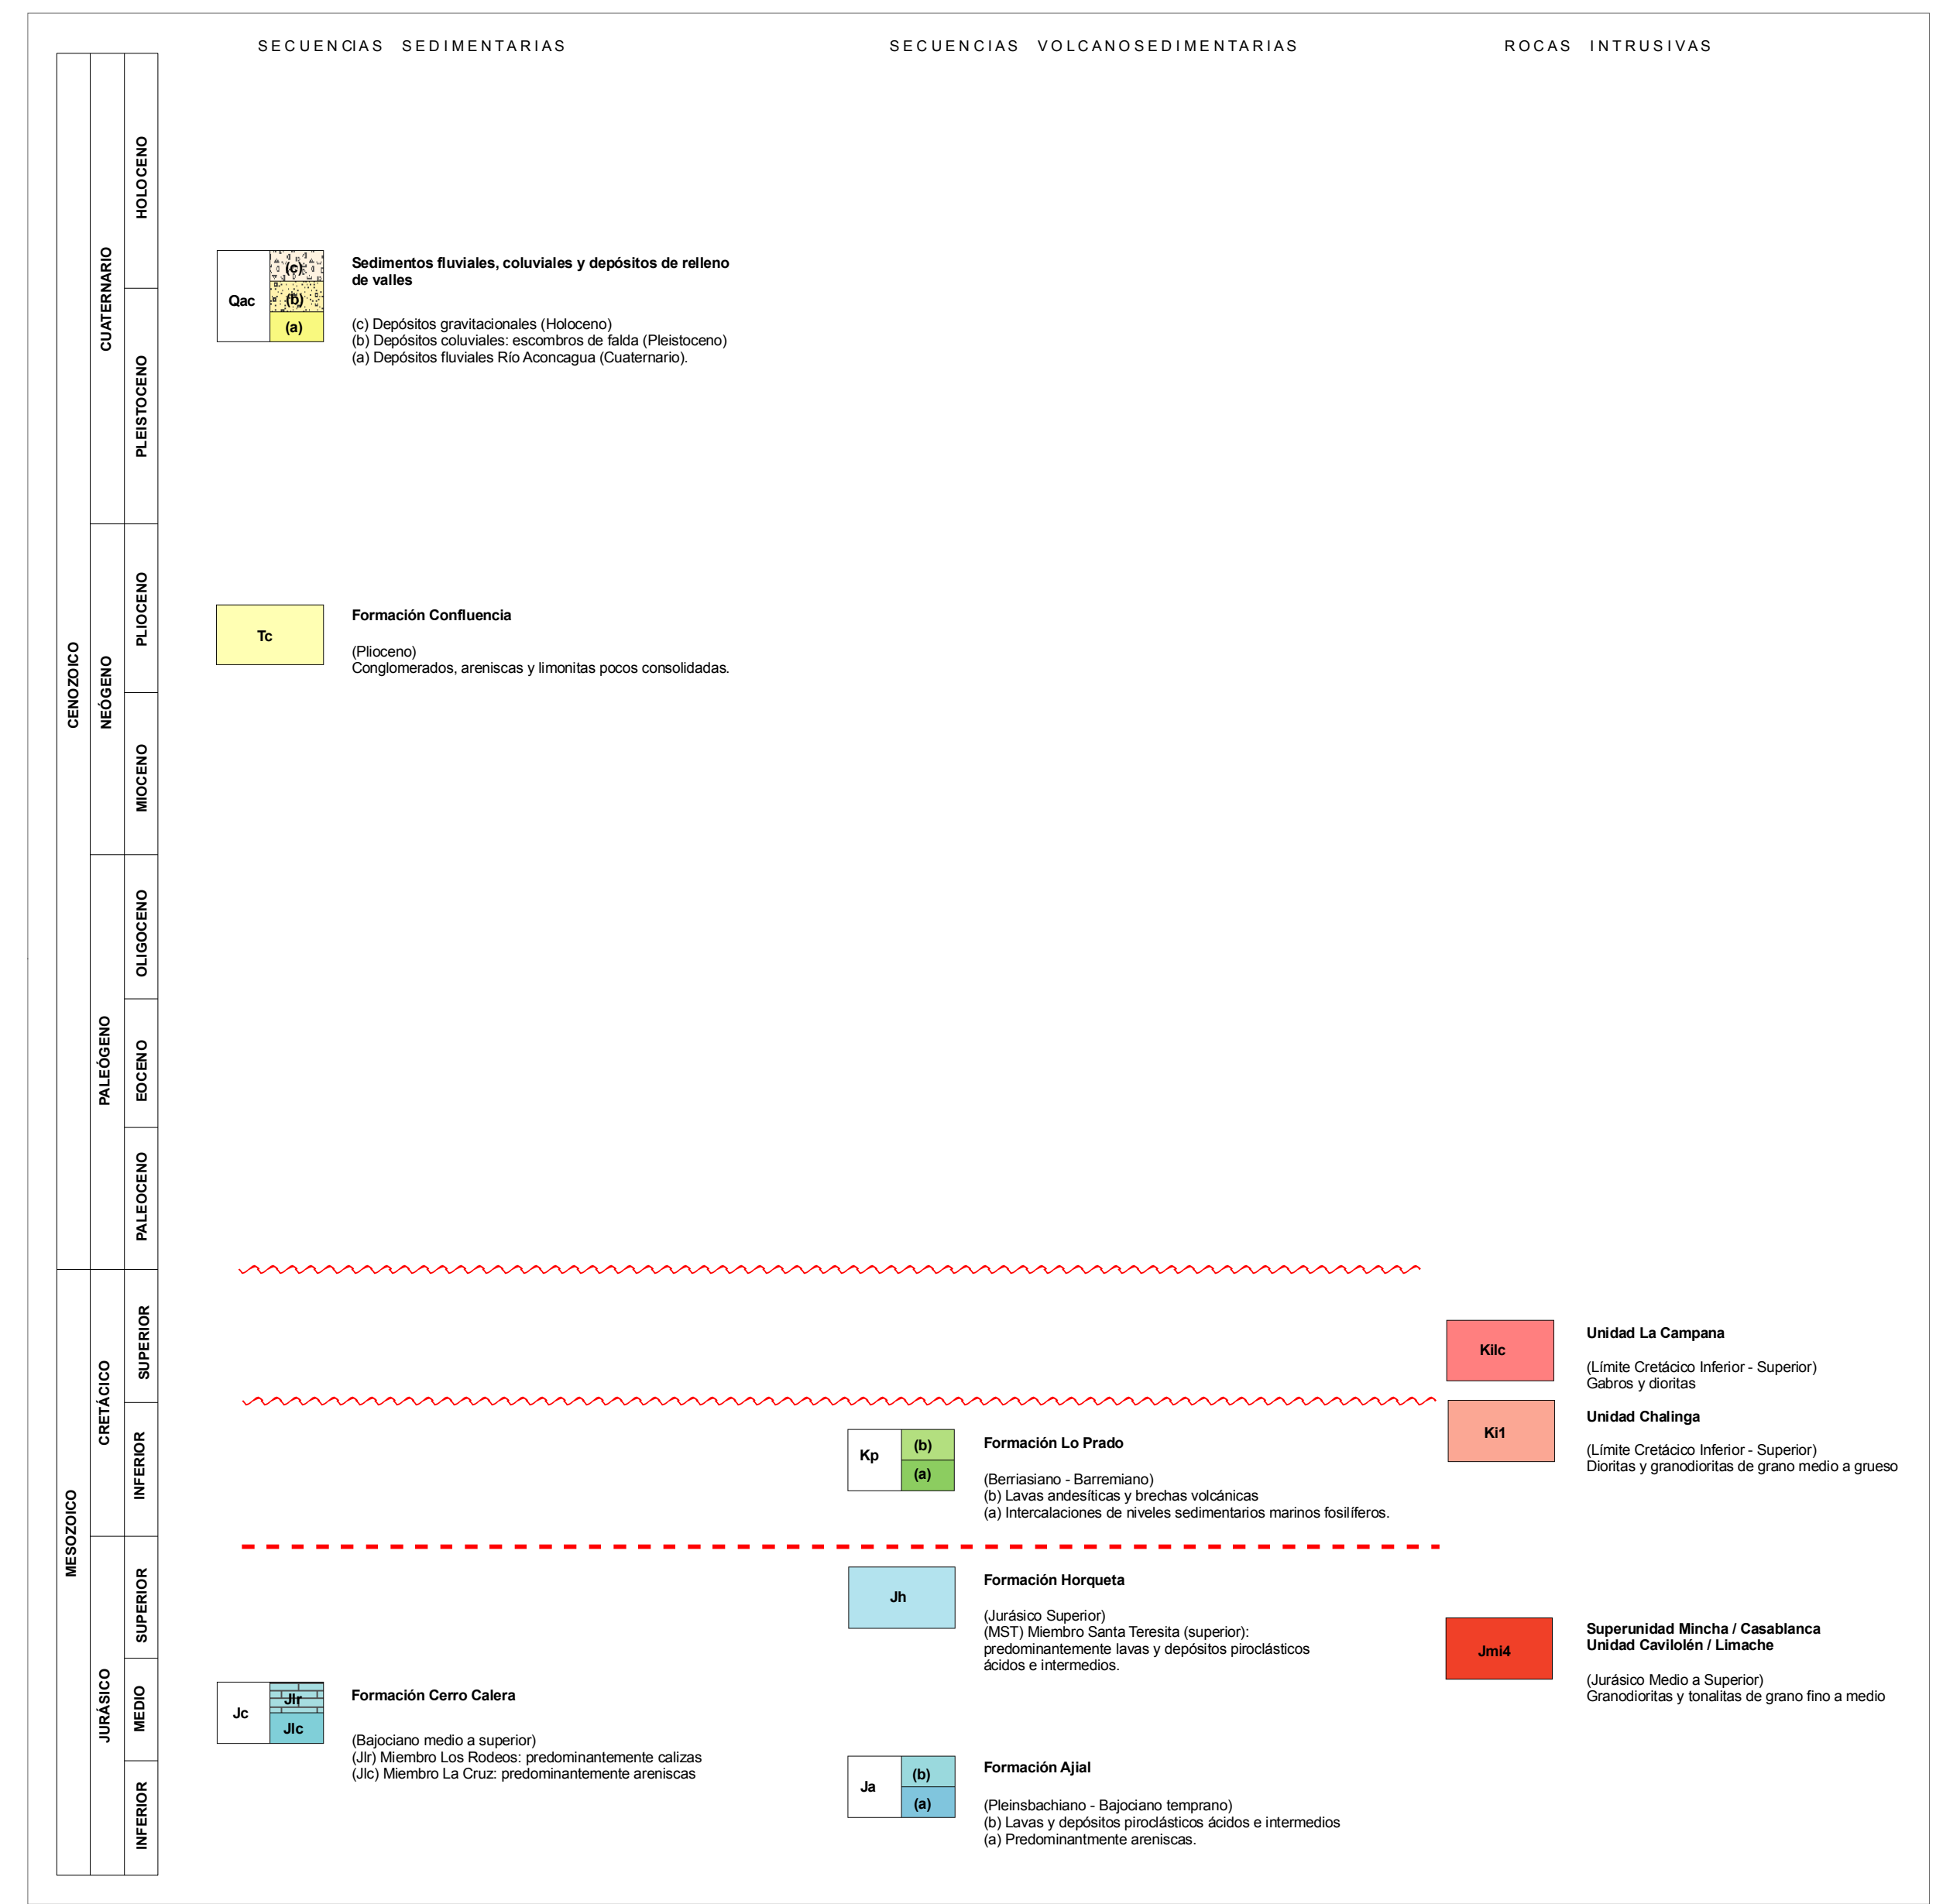 SECUENCIAS SEDIMENTARIAS
SECUENCIAS VOLCANOSEDIMENTARIAS
ROCAS INTRUSIVAS
CENOZOICO
CUATERNARIO
HOLOCENO
PLEISTOCENO
NEÓGENO
PLIOCENO
MIOCENO
PALEÓGENO
OLIGOCENO
EOCENO
PALEOCENO
MESOZOICO
CRETÁCICO
SUPERIOR
INFERIOR
JURÁSICO
SUPERIOR
MEDIO
INFERIOR
Qac
(c)
(b)
(a)
Sedimentos fluviales, coluviales y depósitos de relleno
de valles
(c) Depósitos gravitacionales (Holoceno)
(b) Depósitos coluviales: escombros de falda (Pleistoceno)
(a) Depósitos fluviales Río Aconcagua (Cuaternario).
Tc
Formación Confluencia
(Plioceno)
Conglomerados, areniscas y limonitas pocos consolidadas.
Jc
Jlr
Jlc
Formación Cerro Calera
(Bajociano medio a superior)
(Jlr) Miembro Los Rodeos: predominantemente calizas
(Jlc) Miembro La Cruz: predominantemente areniscas
Kp
(b)
(a)
Formación Lo Prado
(Berriasiano - Barremiano)
(b) Lavas andesíticas y brechas volcánicas
(a) Intercalaciones de niveles sedimentarios marinos fosilíferos.
Jh
Formación Horqueta
(Jurásico Superior)
(MST) Miembro Santa Teresita (superior):
predominantemente lavas y depósitos piroclásticos
ácidos e intermedios.
Ja
(b)
(a)
Formación Ajial
(Pleinsbachiano - Bajociano temprano)
(b) Lavas y depósitos piroclásticos ácidos e intermedios
(a) Predominantmente areniscas.
Kilc
Unidad La Campana
(Límite Cretácico Inferior - Superior)
Gabros y dioritas
Ki1
Unidad Chalinga
(Límite Cretácico Inferior - Superior)
Dioritas y granodioritas de grano medio a grueso
Jmi4
Superunidad Mincha / Casablanca
Unidad Cavilolén / Limache
(Jurásico Medio a Superior)
Granodioritas y tonalitas de grano fino a medio